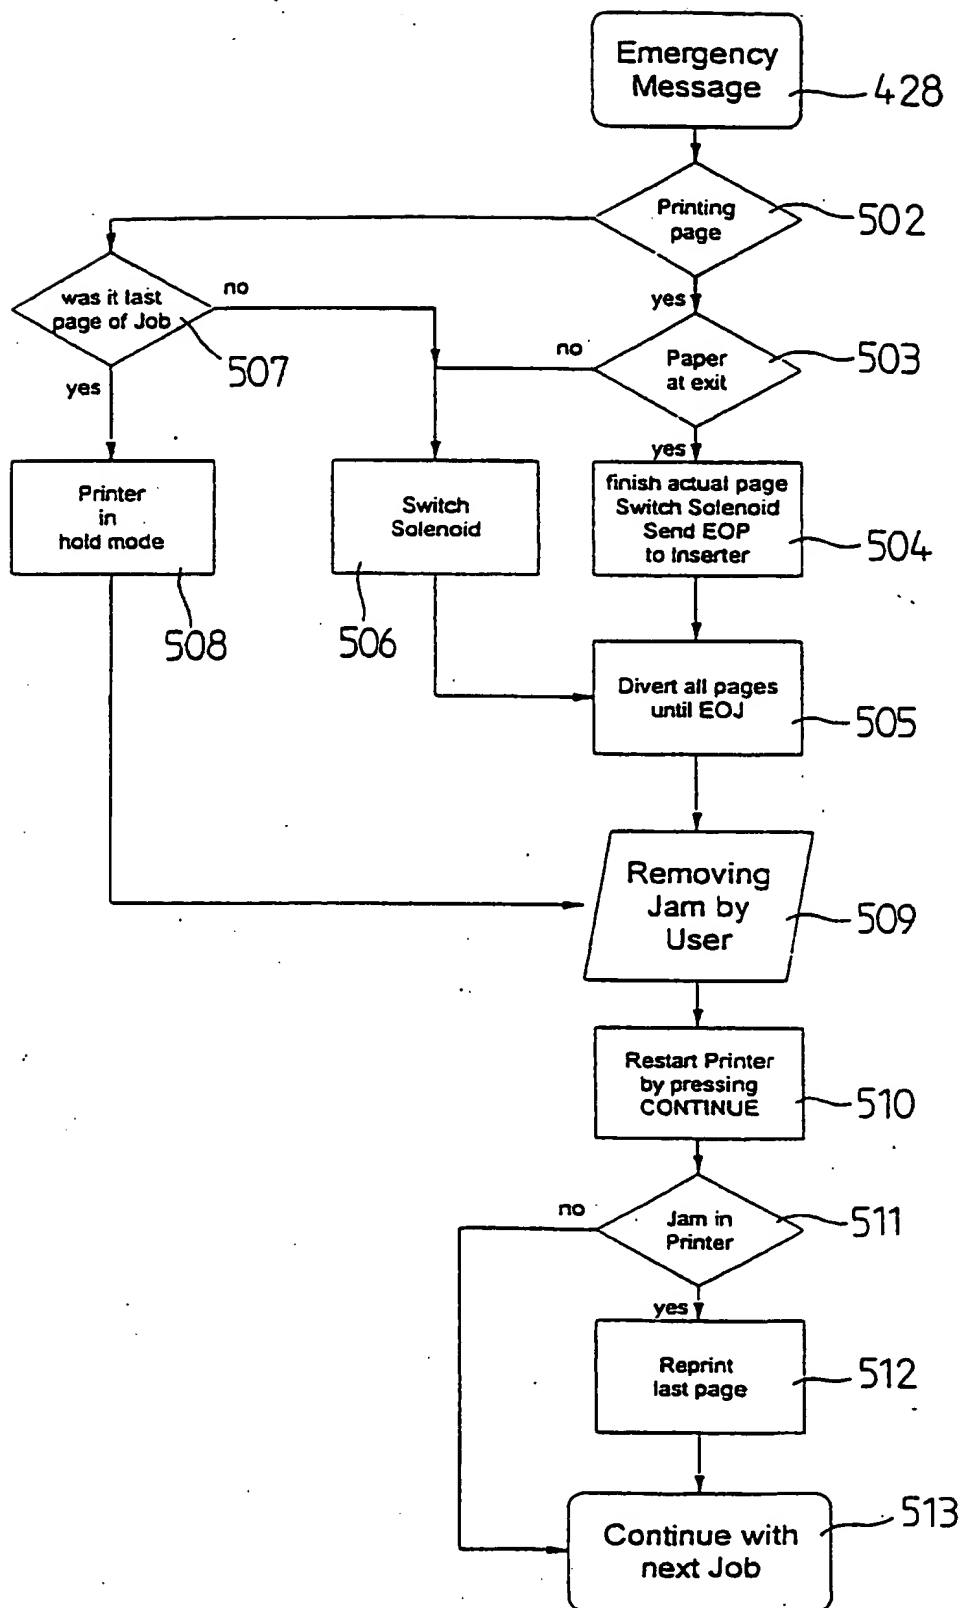 Emergency
Message
428
Printing
page
502
yes
was it last
page of Job
507
no
yes
no
Paper
at exit
503
yes
Printer
in
hold mode
508
Switch
Solenoid
506
finish actual page
Switch Solenoid
Send EOP
to Inserter
504
Divert all pages
until EOJ
505
Removing
Jam by
User
509
Restart Printer
by pressing
CONTINUE
510
no
Jam in
Printer
511
yes
Reprint
last page
512
Continue with
next Job
513